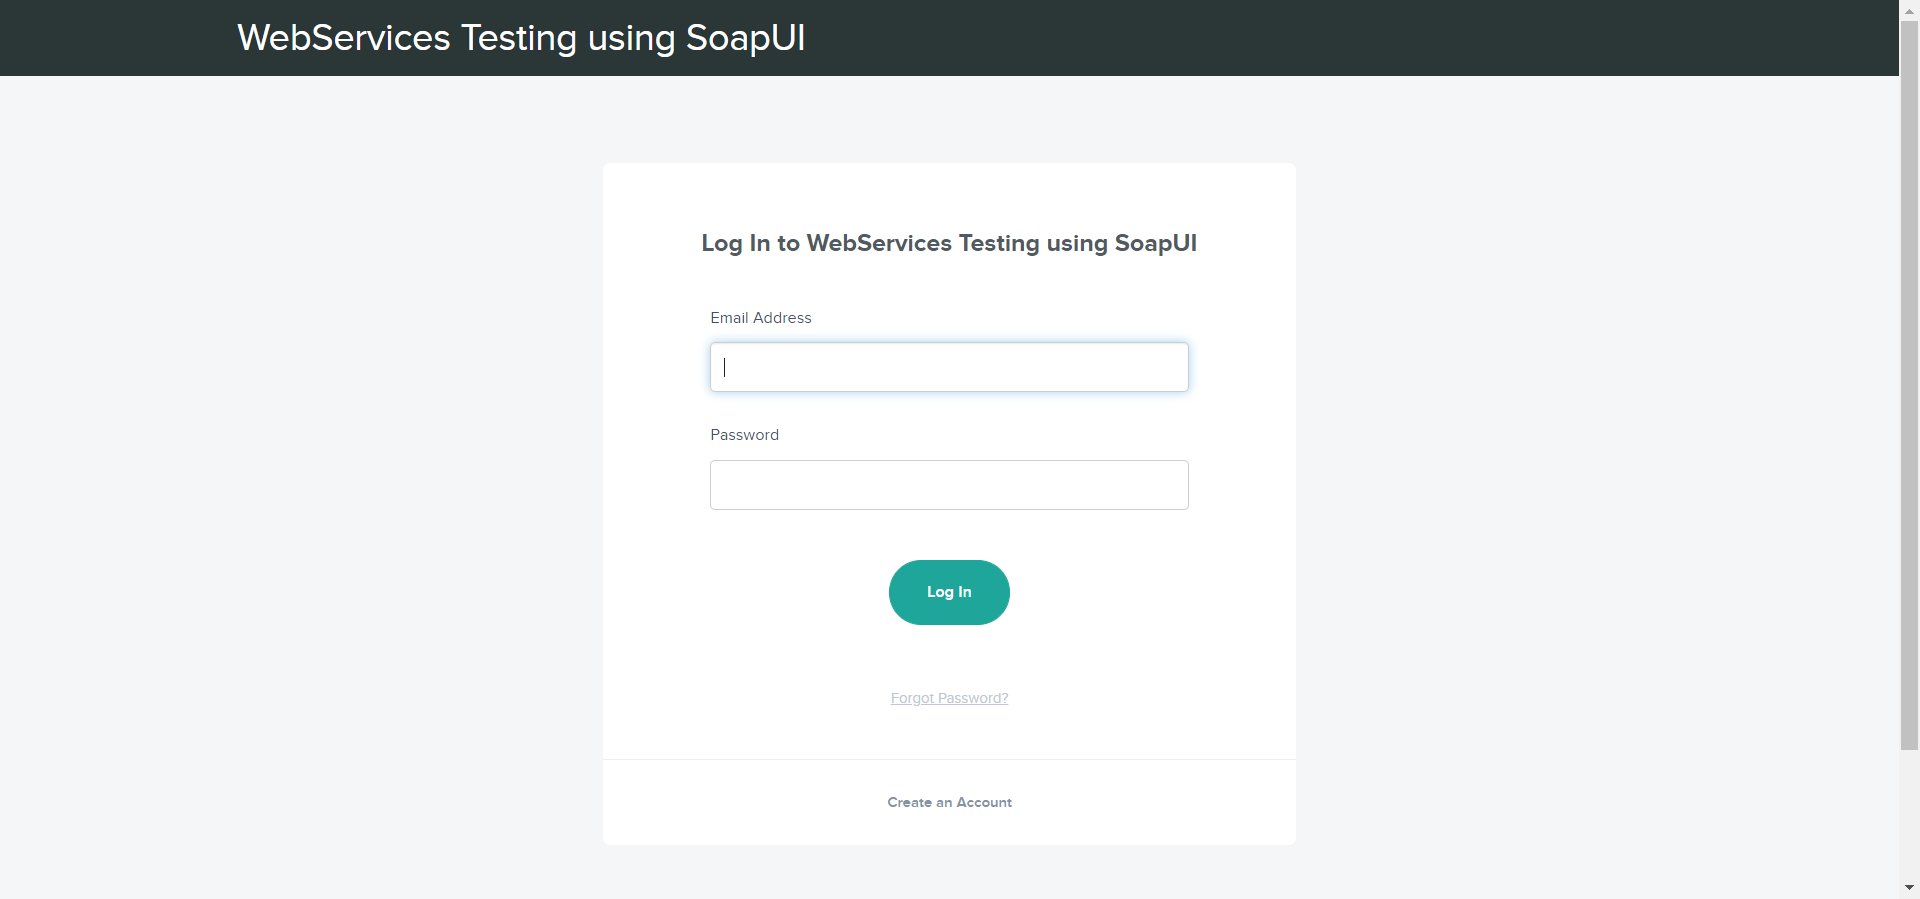 WebServices Testing using SoapUI
Log In to WebServices Testing using SoapUI
Email Address
Password
Log In
Forgot Password?
Create an Account